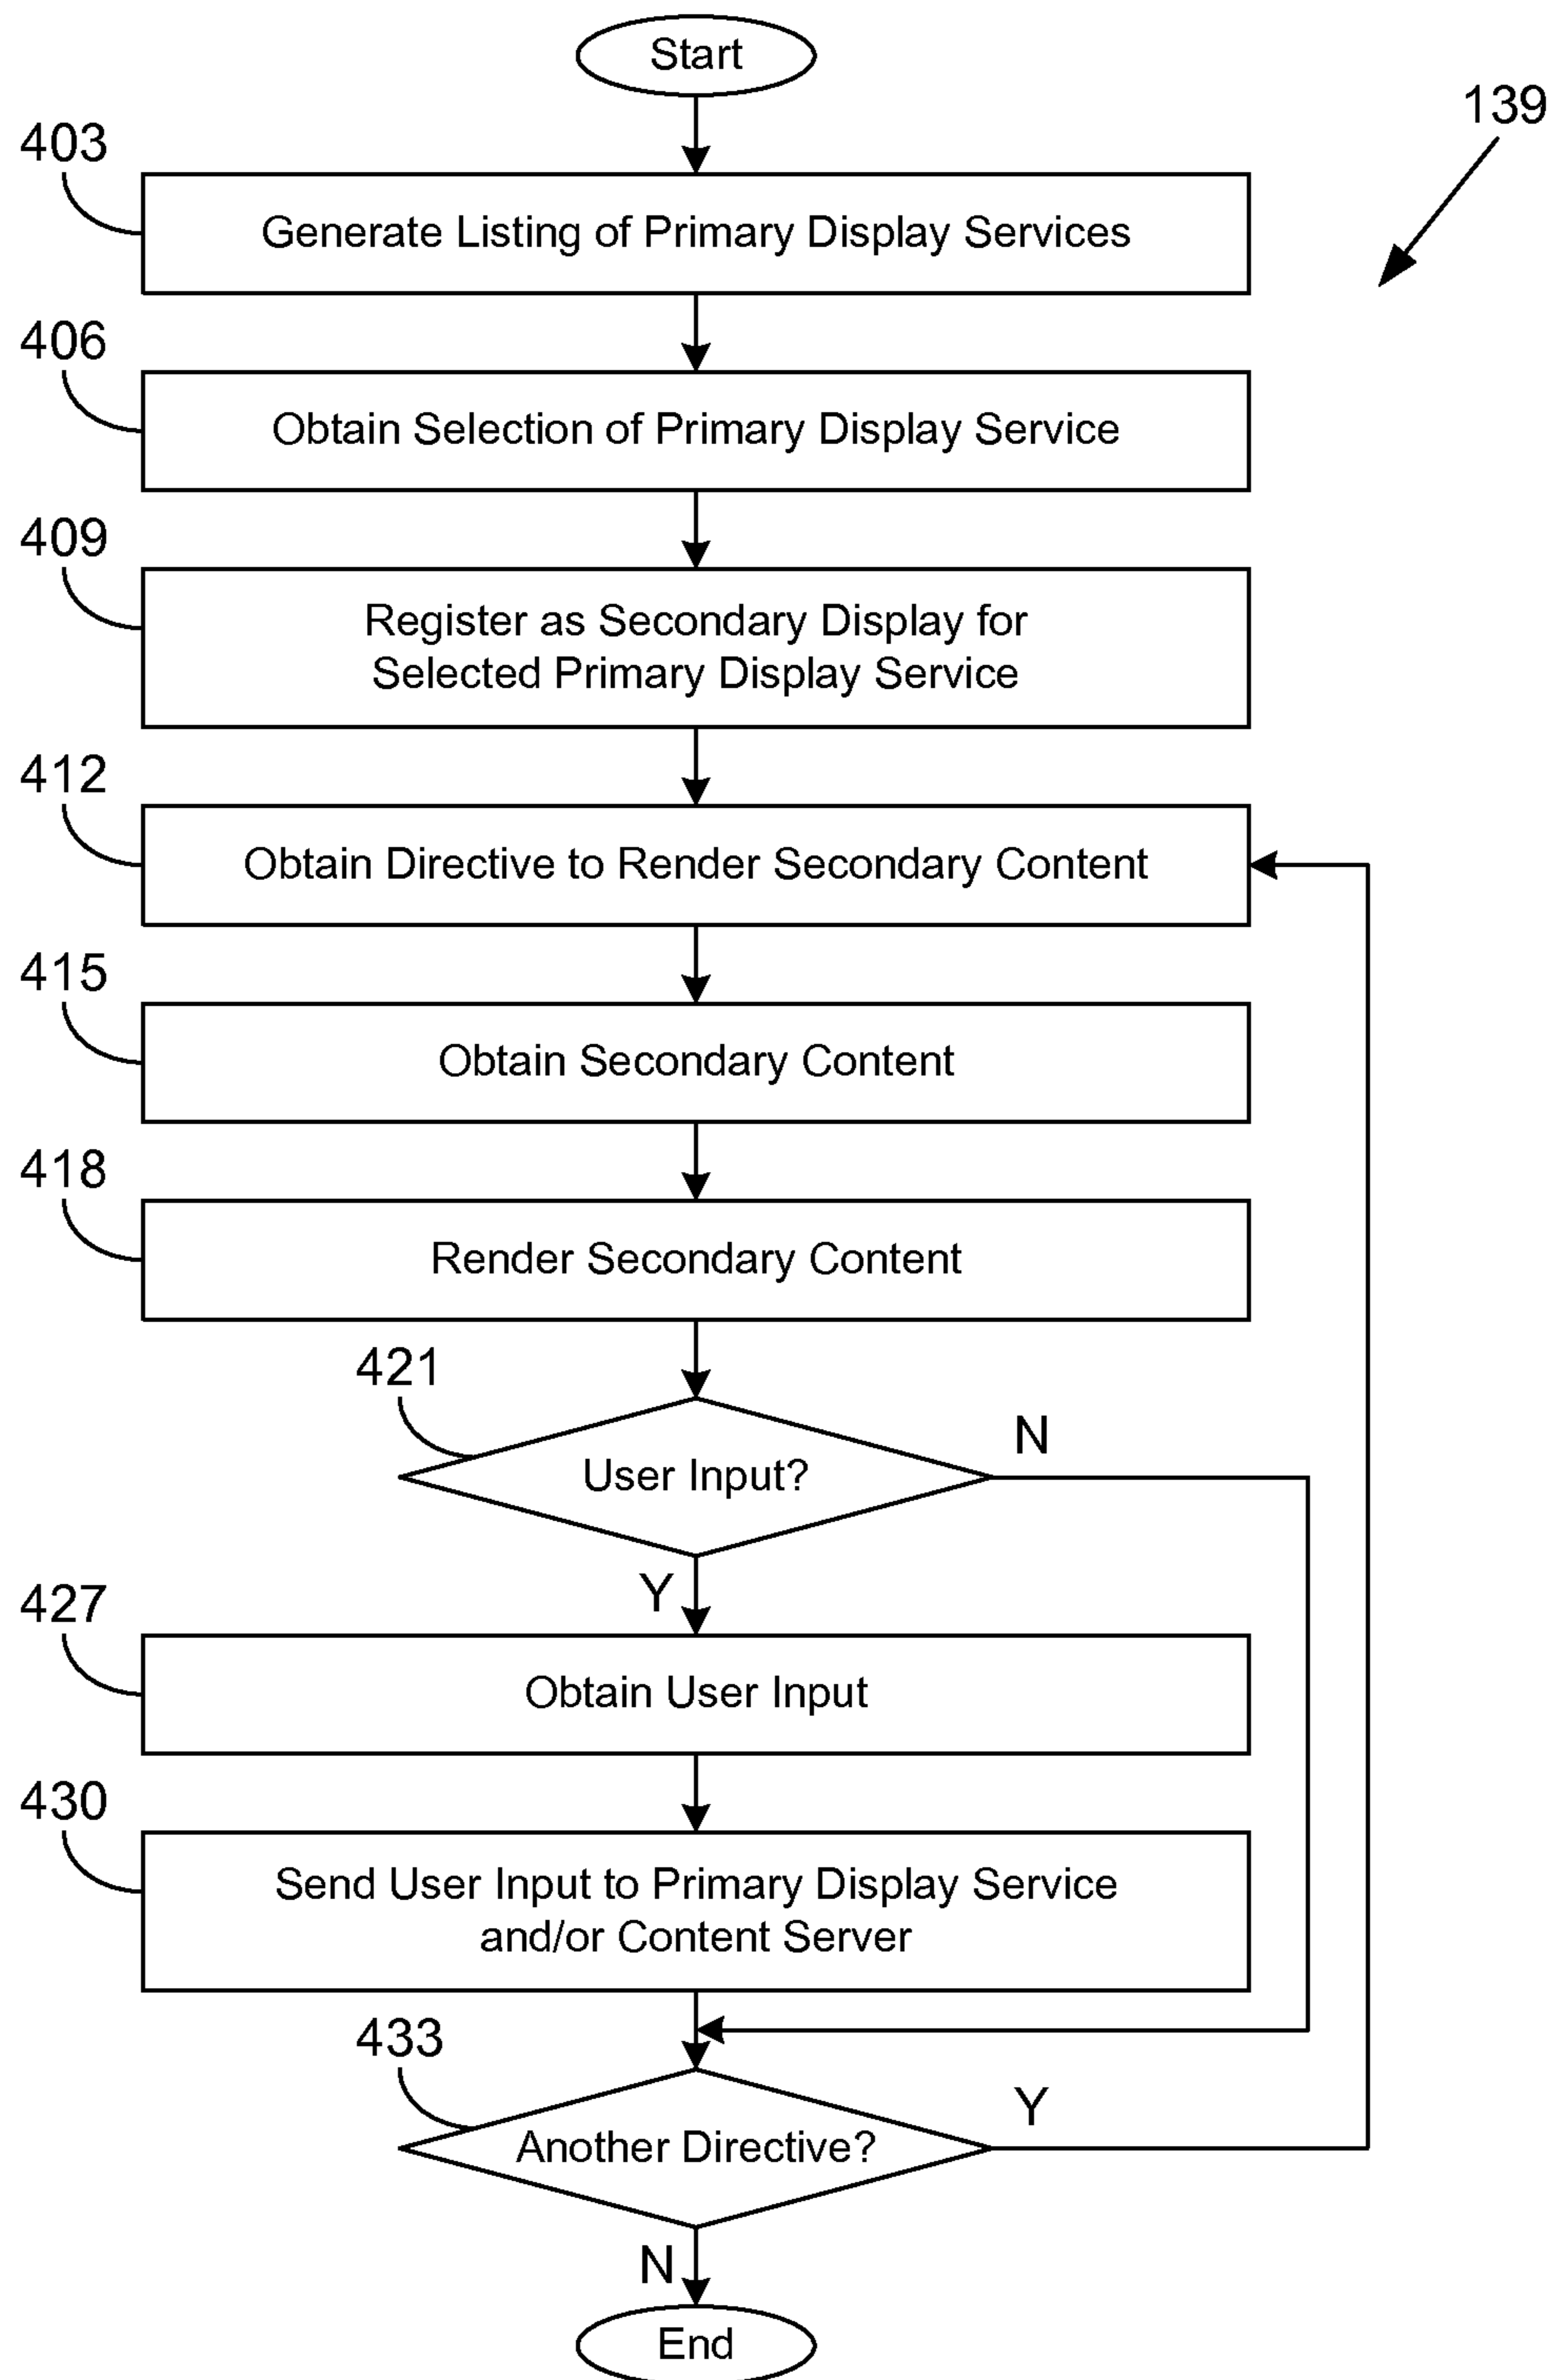 Start
139
403
Generate Listing of Primary Display Services
406
Obtain Selection of Primary Display Service
409
Register as Secondary Display for
Selected Primary Display Service
412
Obtain Directive to Render Secondary Content
415
Obtain Secondary Content
418
Render Secondary Content
421
N
User Input?
Y
427
Obtain User Input
430
Send User Input to Primary Display Service
and/or Content Server
433
Y
Another Directive?
N
End